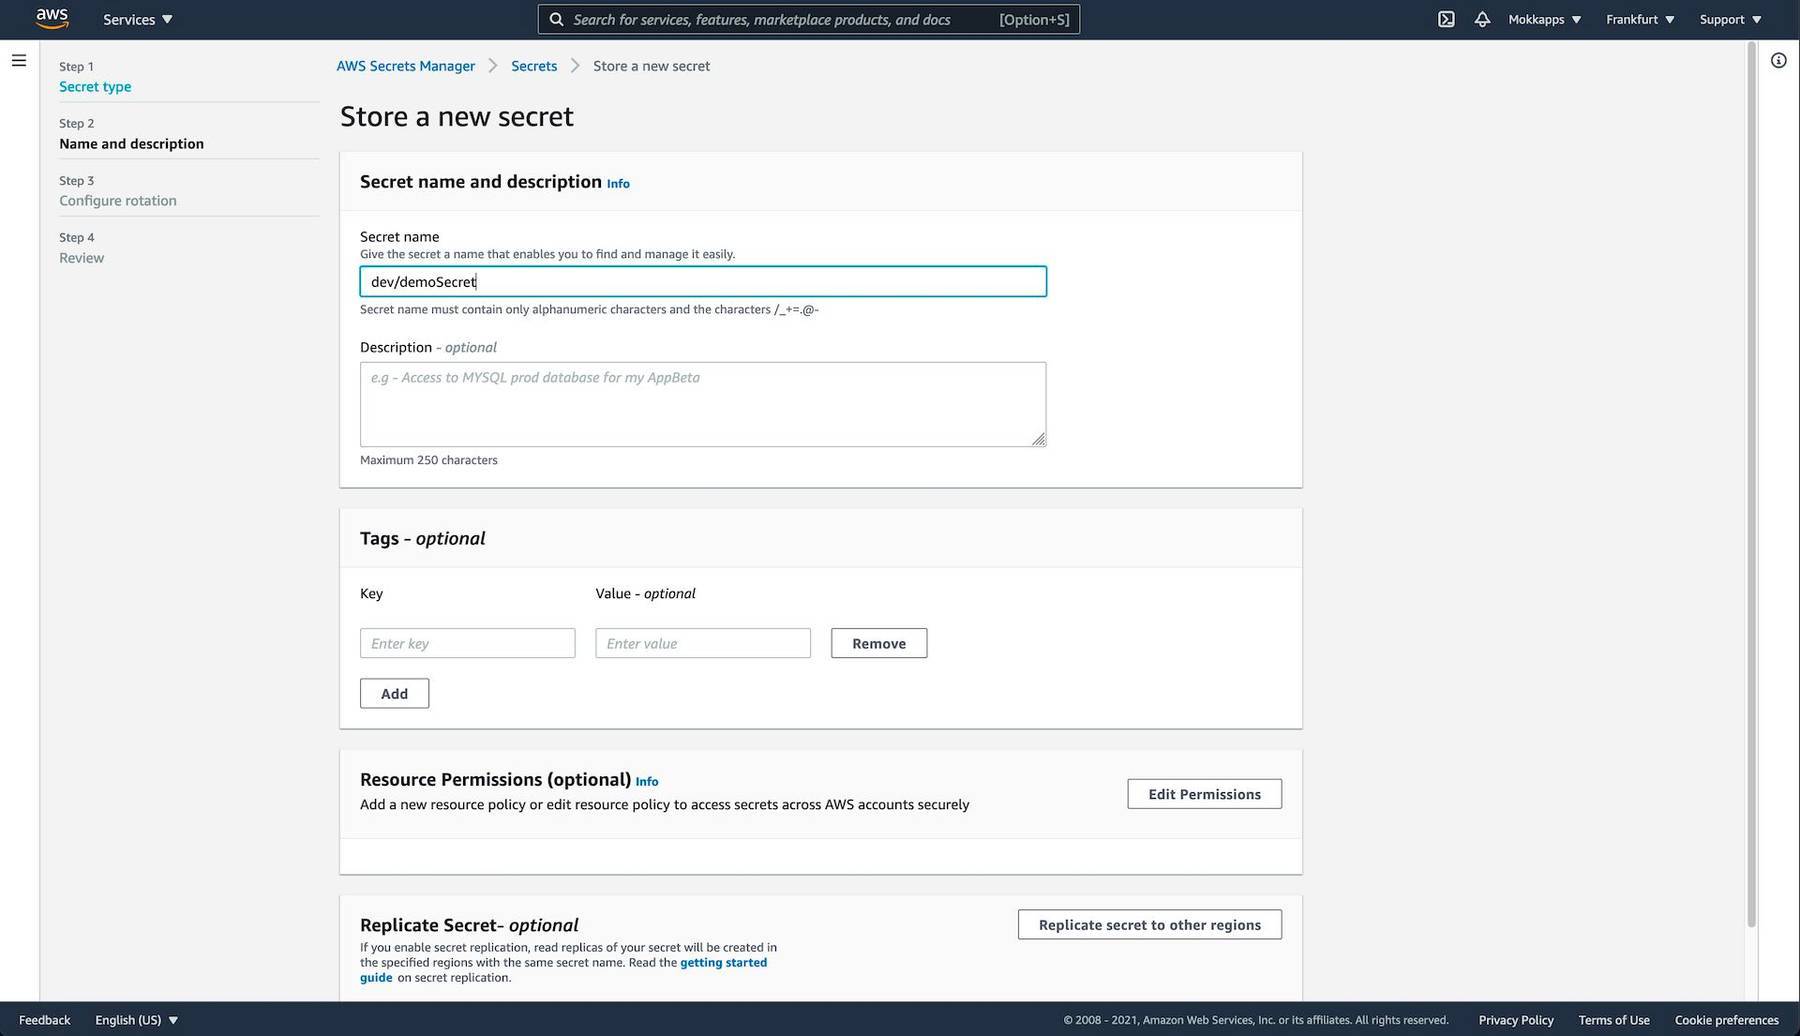 aws
Services
Search for services, features, marketplace products, and docs [Option+S]
Mokkapps
Frankfurt
Support
Step 1
Secret type
Step 2
Name and description
Step 3
Configure rotation
Step 4
Review
AWS Secrets Manager
Secrets
Store a new secret
Store a new secret
Secret name and description Info
Secret name
Give the secret a name that enables you to find and manage it easily.
dev/demoSecret
Secret name must contain only alphanumeric characters and the characters /_+=.@-
Description - optional
e.g - Access to MYSQL prod database for my AppBeta
Maximum 250 characters
Tags - optional
Key
Value - optional
Enter key
Enter value
Remove
Add
Resource Permissions (optional) Info
Add a new resource policy or edit resource policy to access secrets across AWS accounts securely
Edit Permissions
Replicate Secret- optional
If you enable secret replication, read replicas of your secret will be created in
the specified regions with the same secret name. Read the getting started
guide on secret replication.
Replicate secret to other regions
Feedback
English (US)
© 2008 - 2021, Amazon Web Services, Inc. or its affiliates. All rights reserved.
Privacy Policy
Terms of Use
Cookie preferences